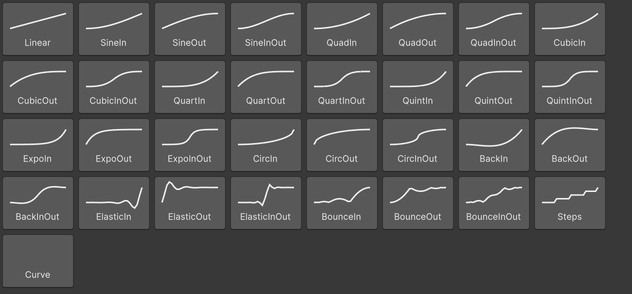 Linear SineIn SineOut SineInOut QuadIn QuadOut QuadInOut CubicIn
CubicOut CubicInOut QuartIn QuartOut QuartInOut QuintIn QuintOut QuintInOut
ExpoIn ExpoOut ExpoInOut CircIn CircOut CircInOut BackIn BackOut
BackInOut ElasticIn ElasticOut ElasticInOut BounceIn BounceOut BounceInOut Steps
Curve